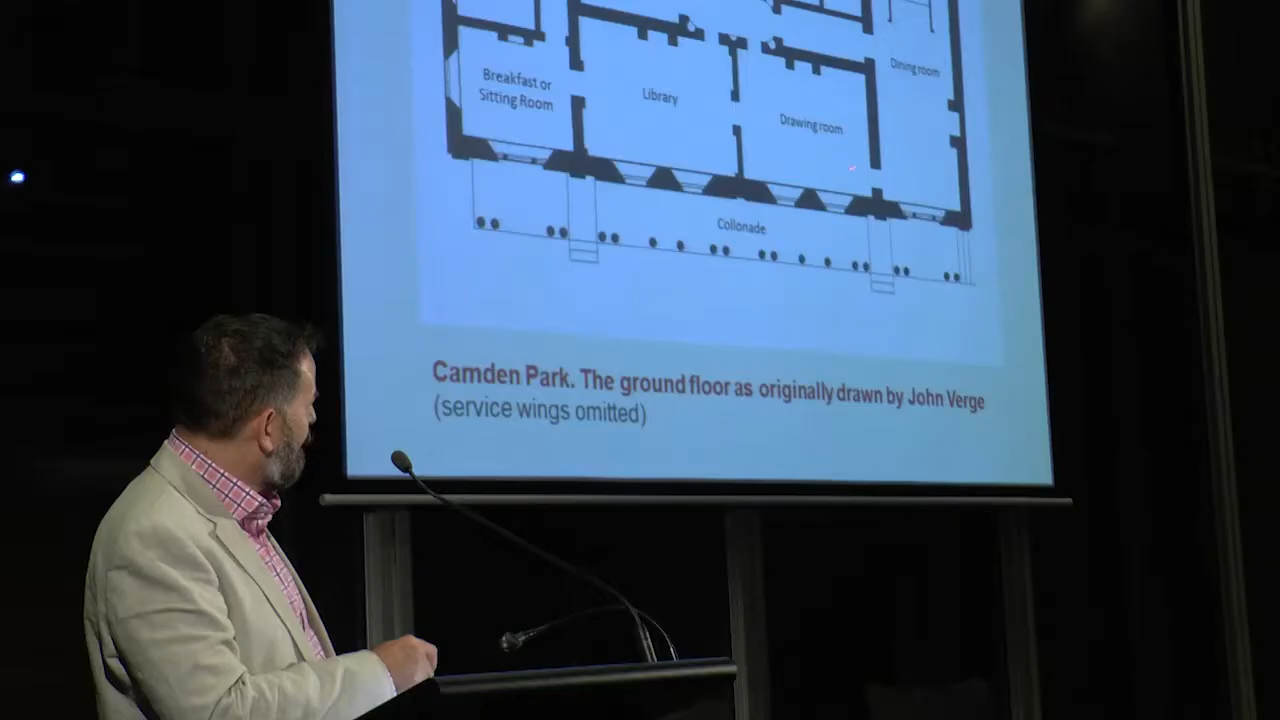 Dining room
Breakfast or
Sitting Room
Library
Drawing room
Collonade
Camden Park. The ground floor as originally drawn by John Verge
(service wings omitted)